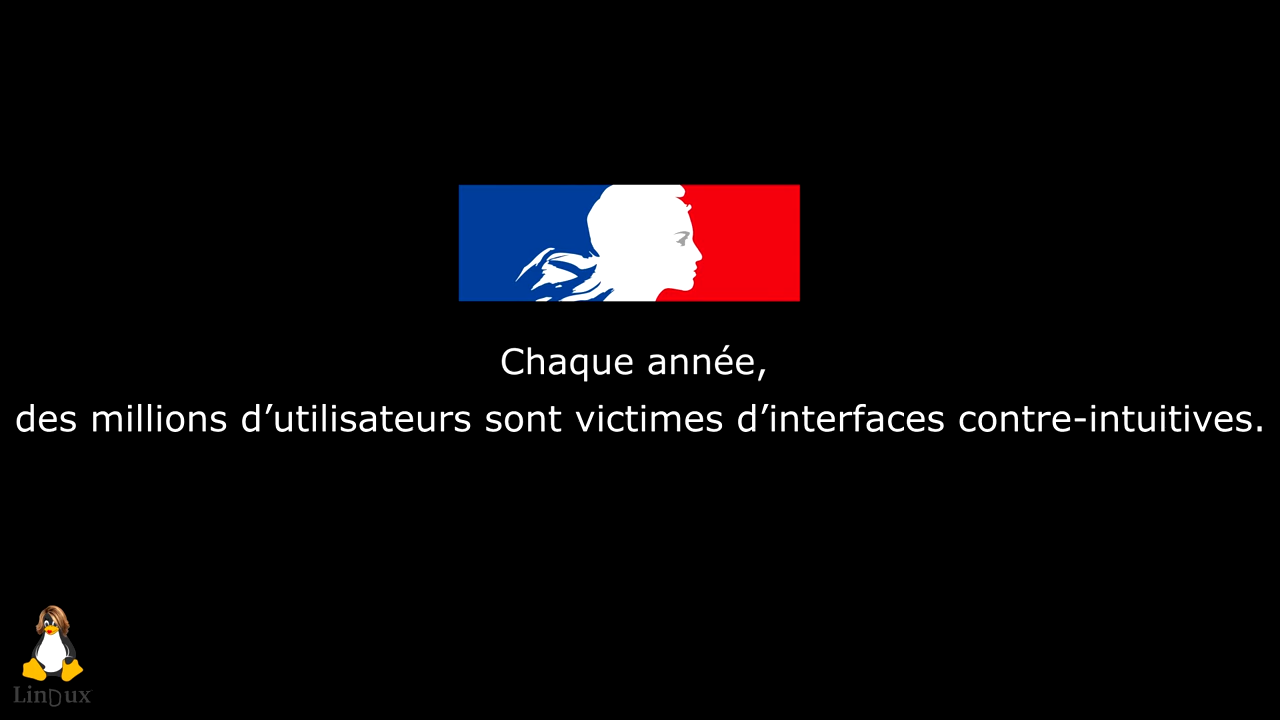 Chaque année,
des millions d’utilisateurs sont victimes d’interfaces contre-intuitives.
LinDux